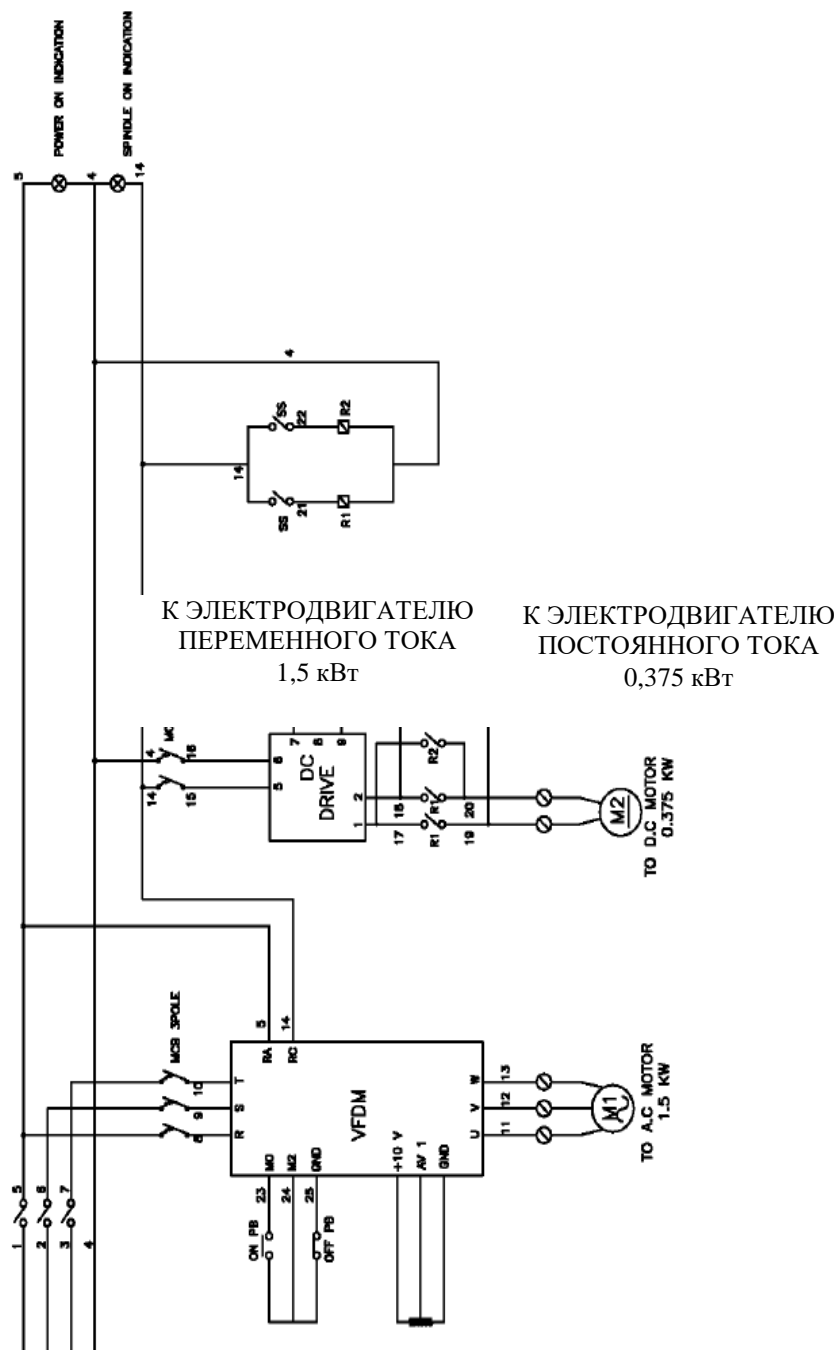 5
POWER ON INDICATION
4
SPINDLE ON INDICATION
14
4
14
SS
22
R2
SS
21
R1
К ЭЛЕКТРОДВИГАТЕЛЮ
ПЕРЕМЕННОГО ТОКА
1,5 кВт
К ЭЛЕКТРОДВИГАТЕЛЮ
ПОСТОЯННОГО ТОКА
0,375 кВт
4
16
14
15
7
8
9
6
5
DC
DRIVE
2
1
R2
18
R1
20
17
R1
19
M2
TO D.C MOTOR
0.375 KW
MCB 3POLE
5
14
RA
RC
10
9
8
T
S
R
VFDM
W
V
U
13
12
11
M1
TO A.C MOTOR
1.5 KW
M0
M2
GND
+10 V
AV 1
GND
23
24
25
ON PB
OFF PB
5
6
7
1
2
3
4